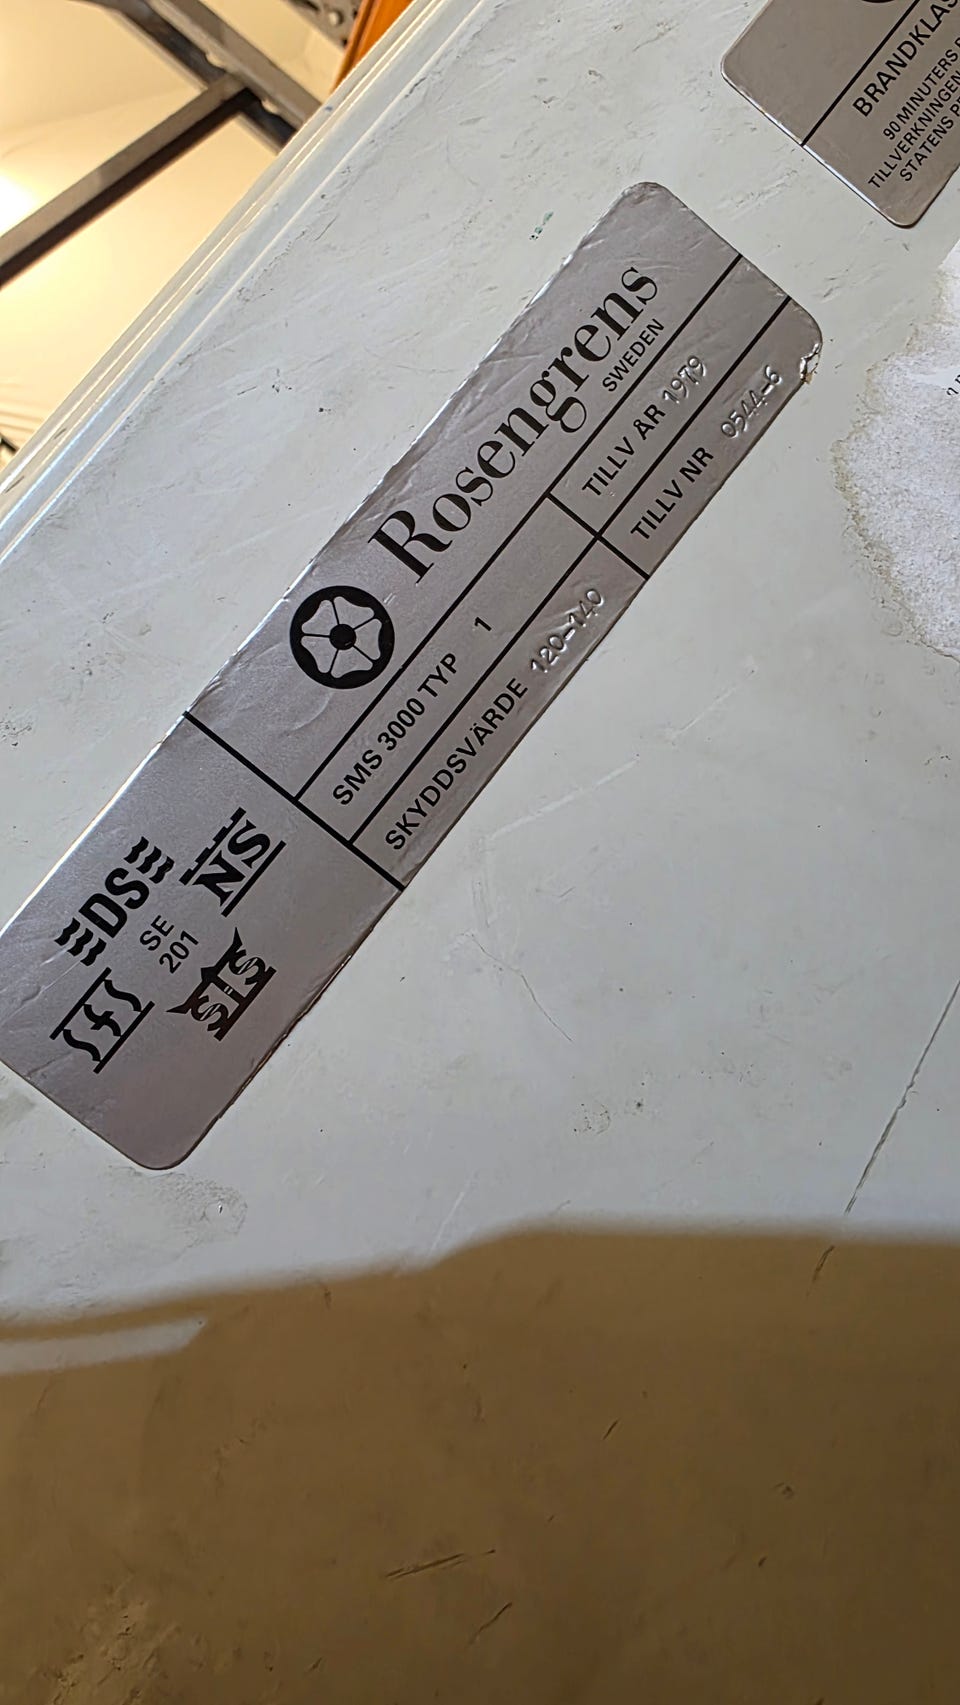 Rosengrens
SWEDEN
SMS 3000 TYP 1
TILLV ÅR 1979
SKYDDSVÄRDE 120-140
TILLV NR 0544-6
DS
SE
201
NS
SFS
SIS
90 MINUTERS
TILLVERKNINGEN
STATENS